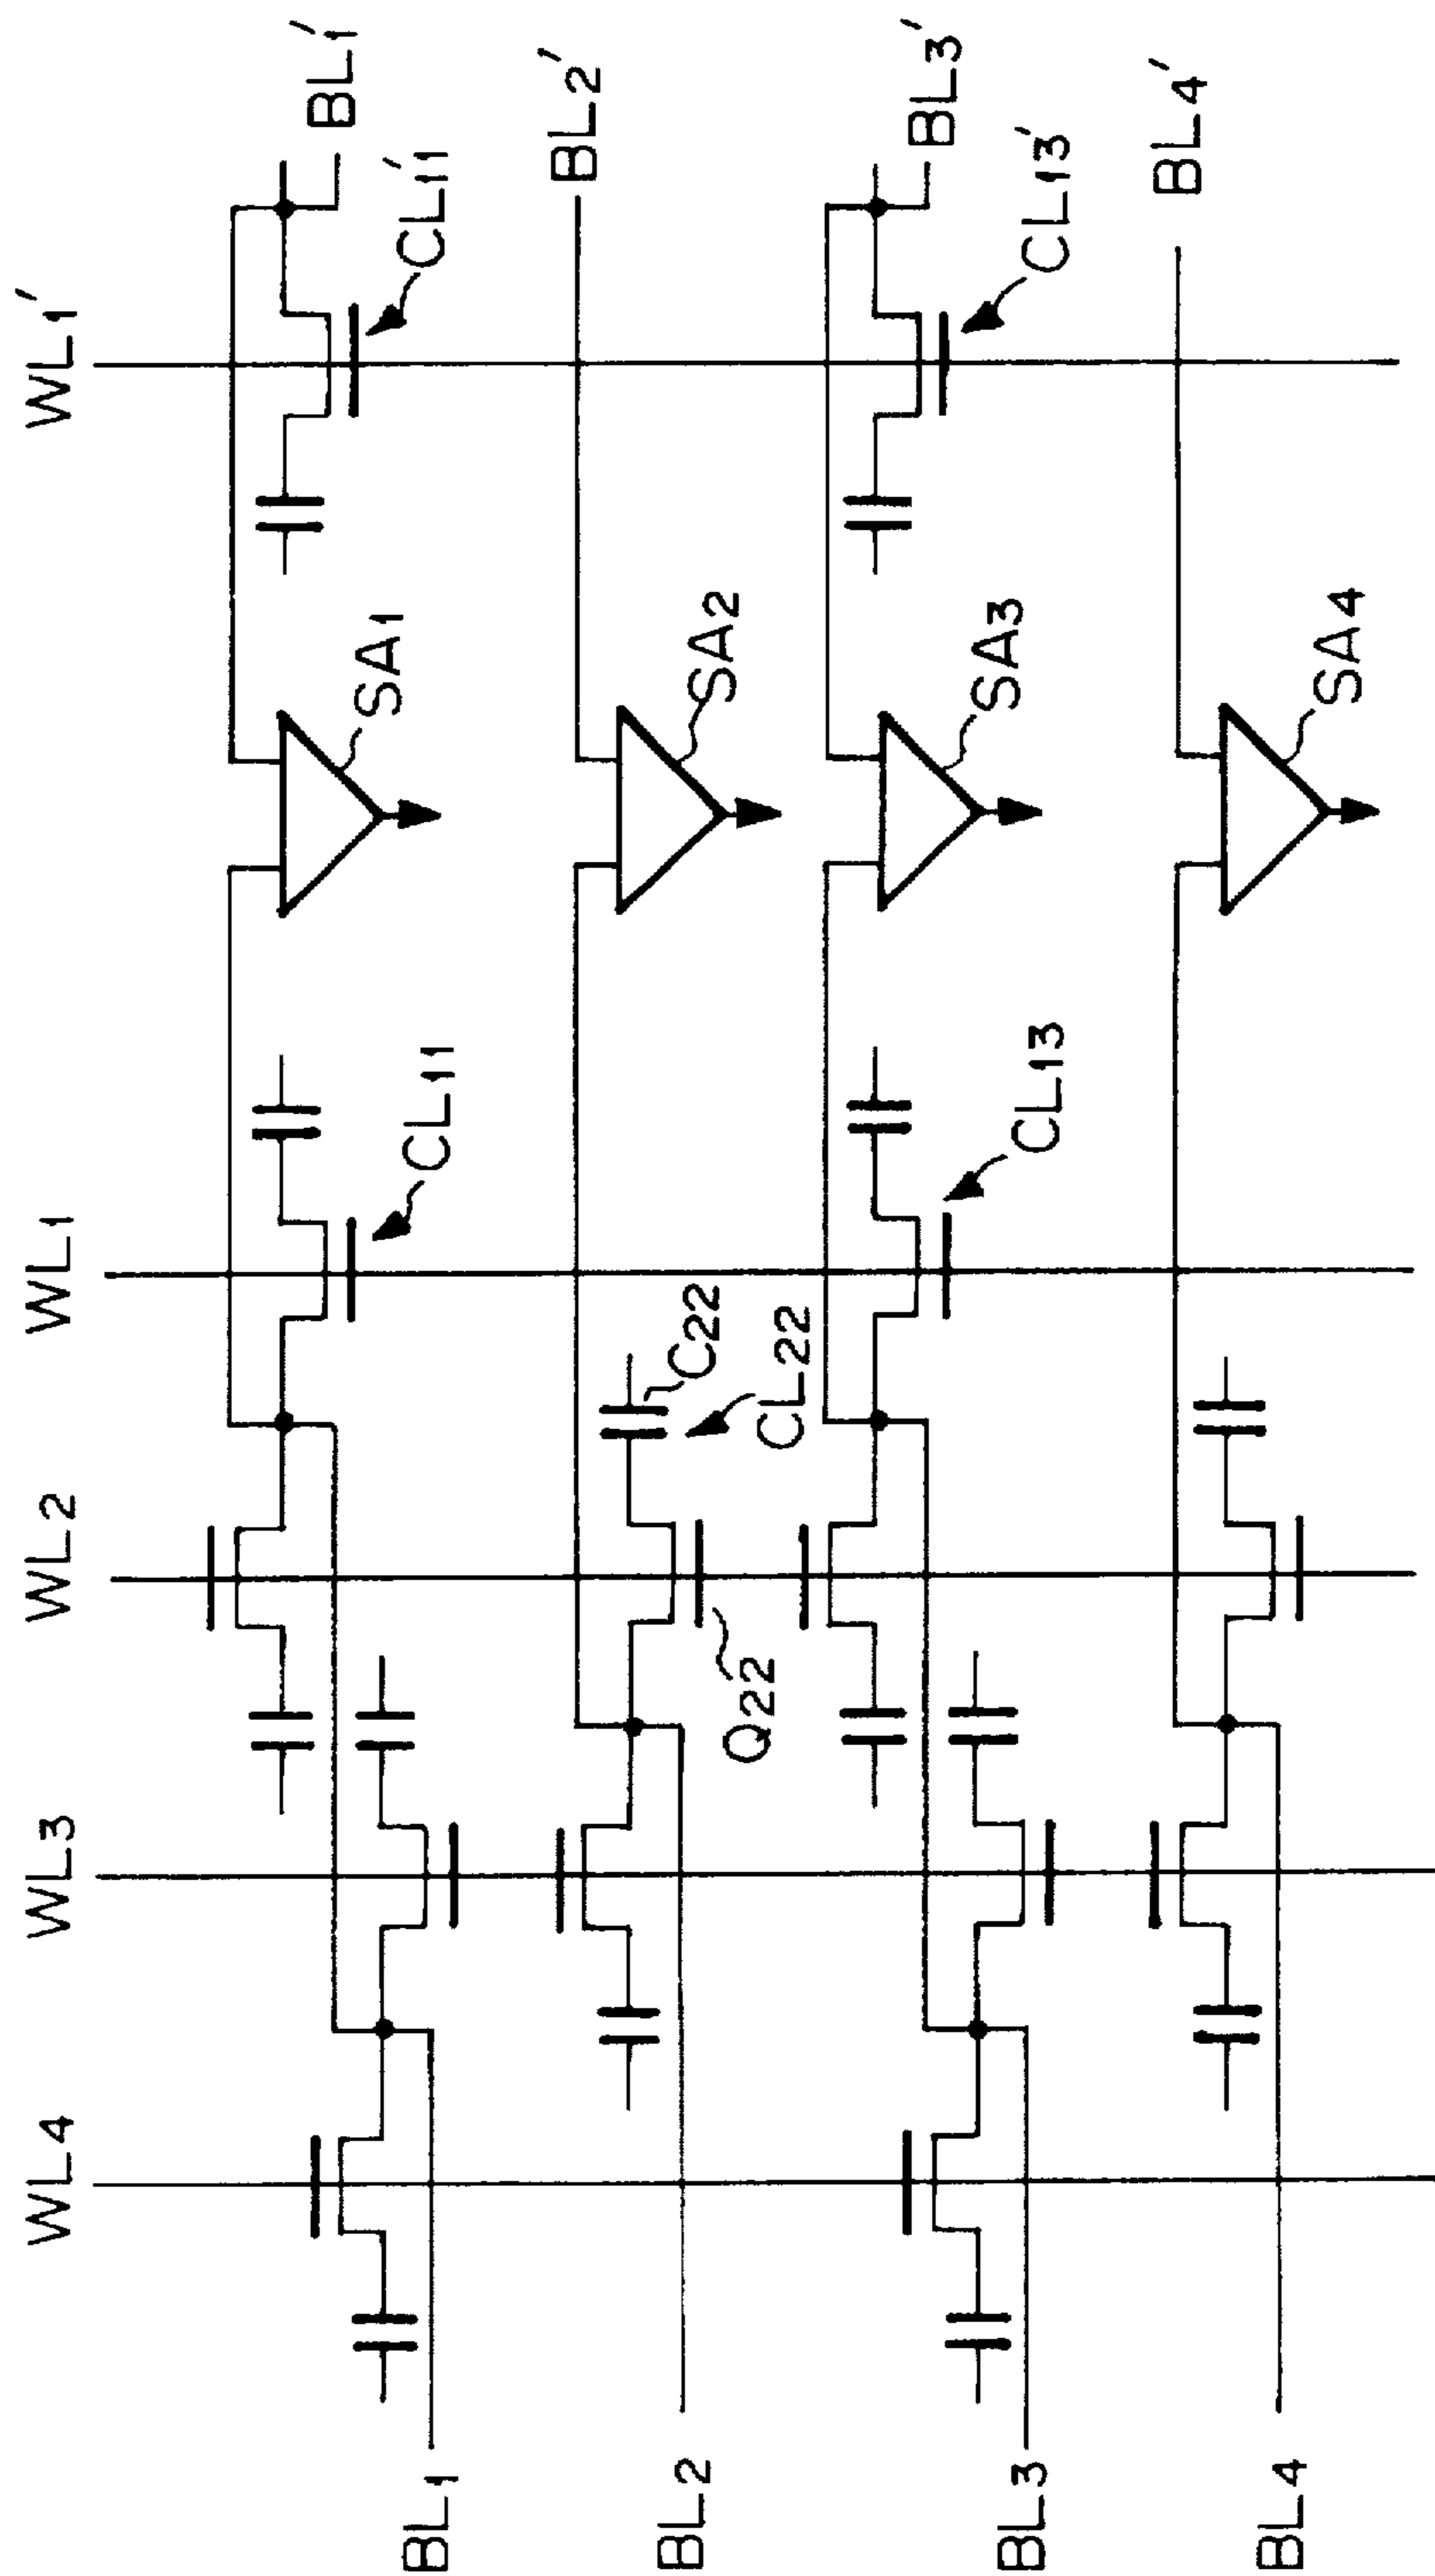 WL4
WL3
WL2
WL1
WL1'
BL1
BL2
BL3
BL4
Q22
C22
CL22
CL11
CL13
SA1
SA2
SA3
SA4
CL11'
CL13'
BL1'
BL2'
BL3'
BL4'